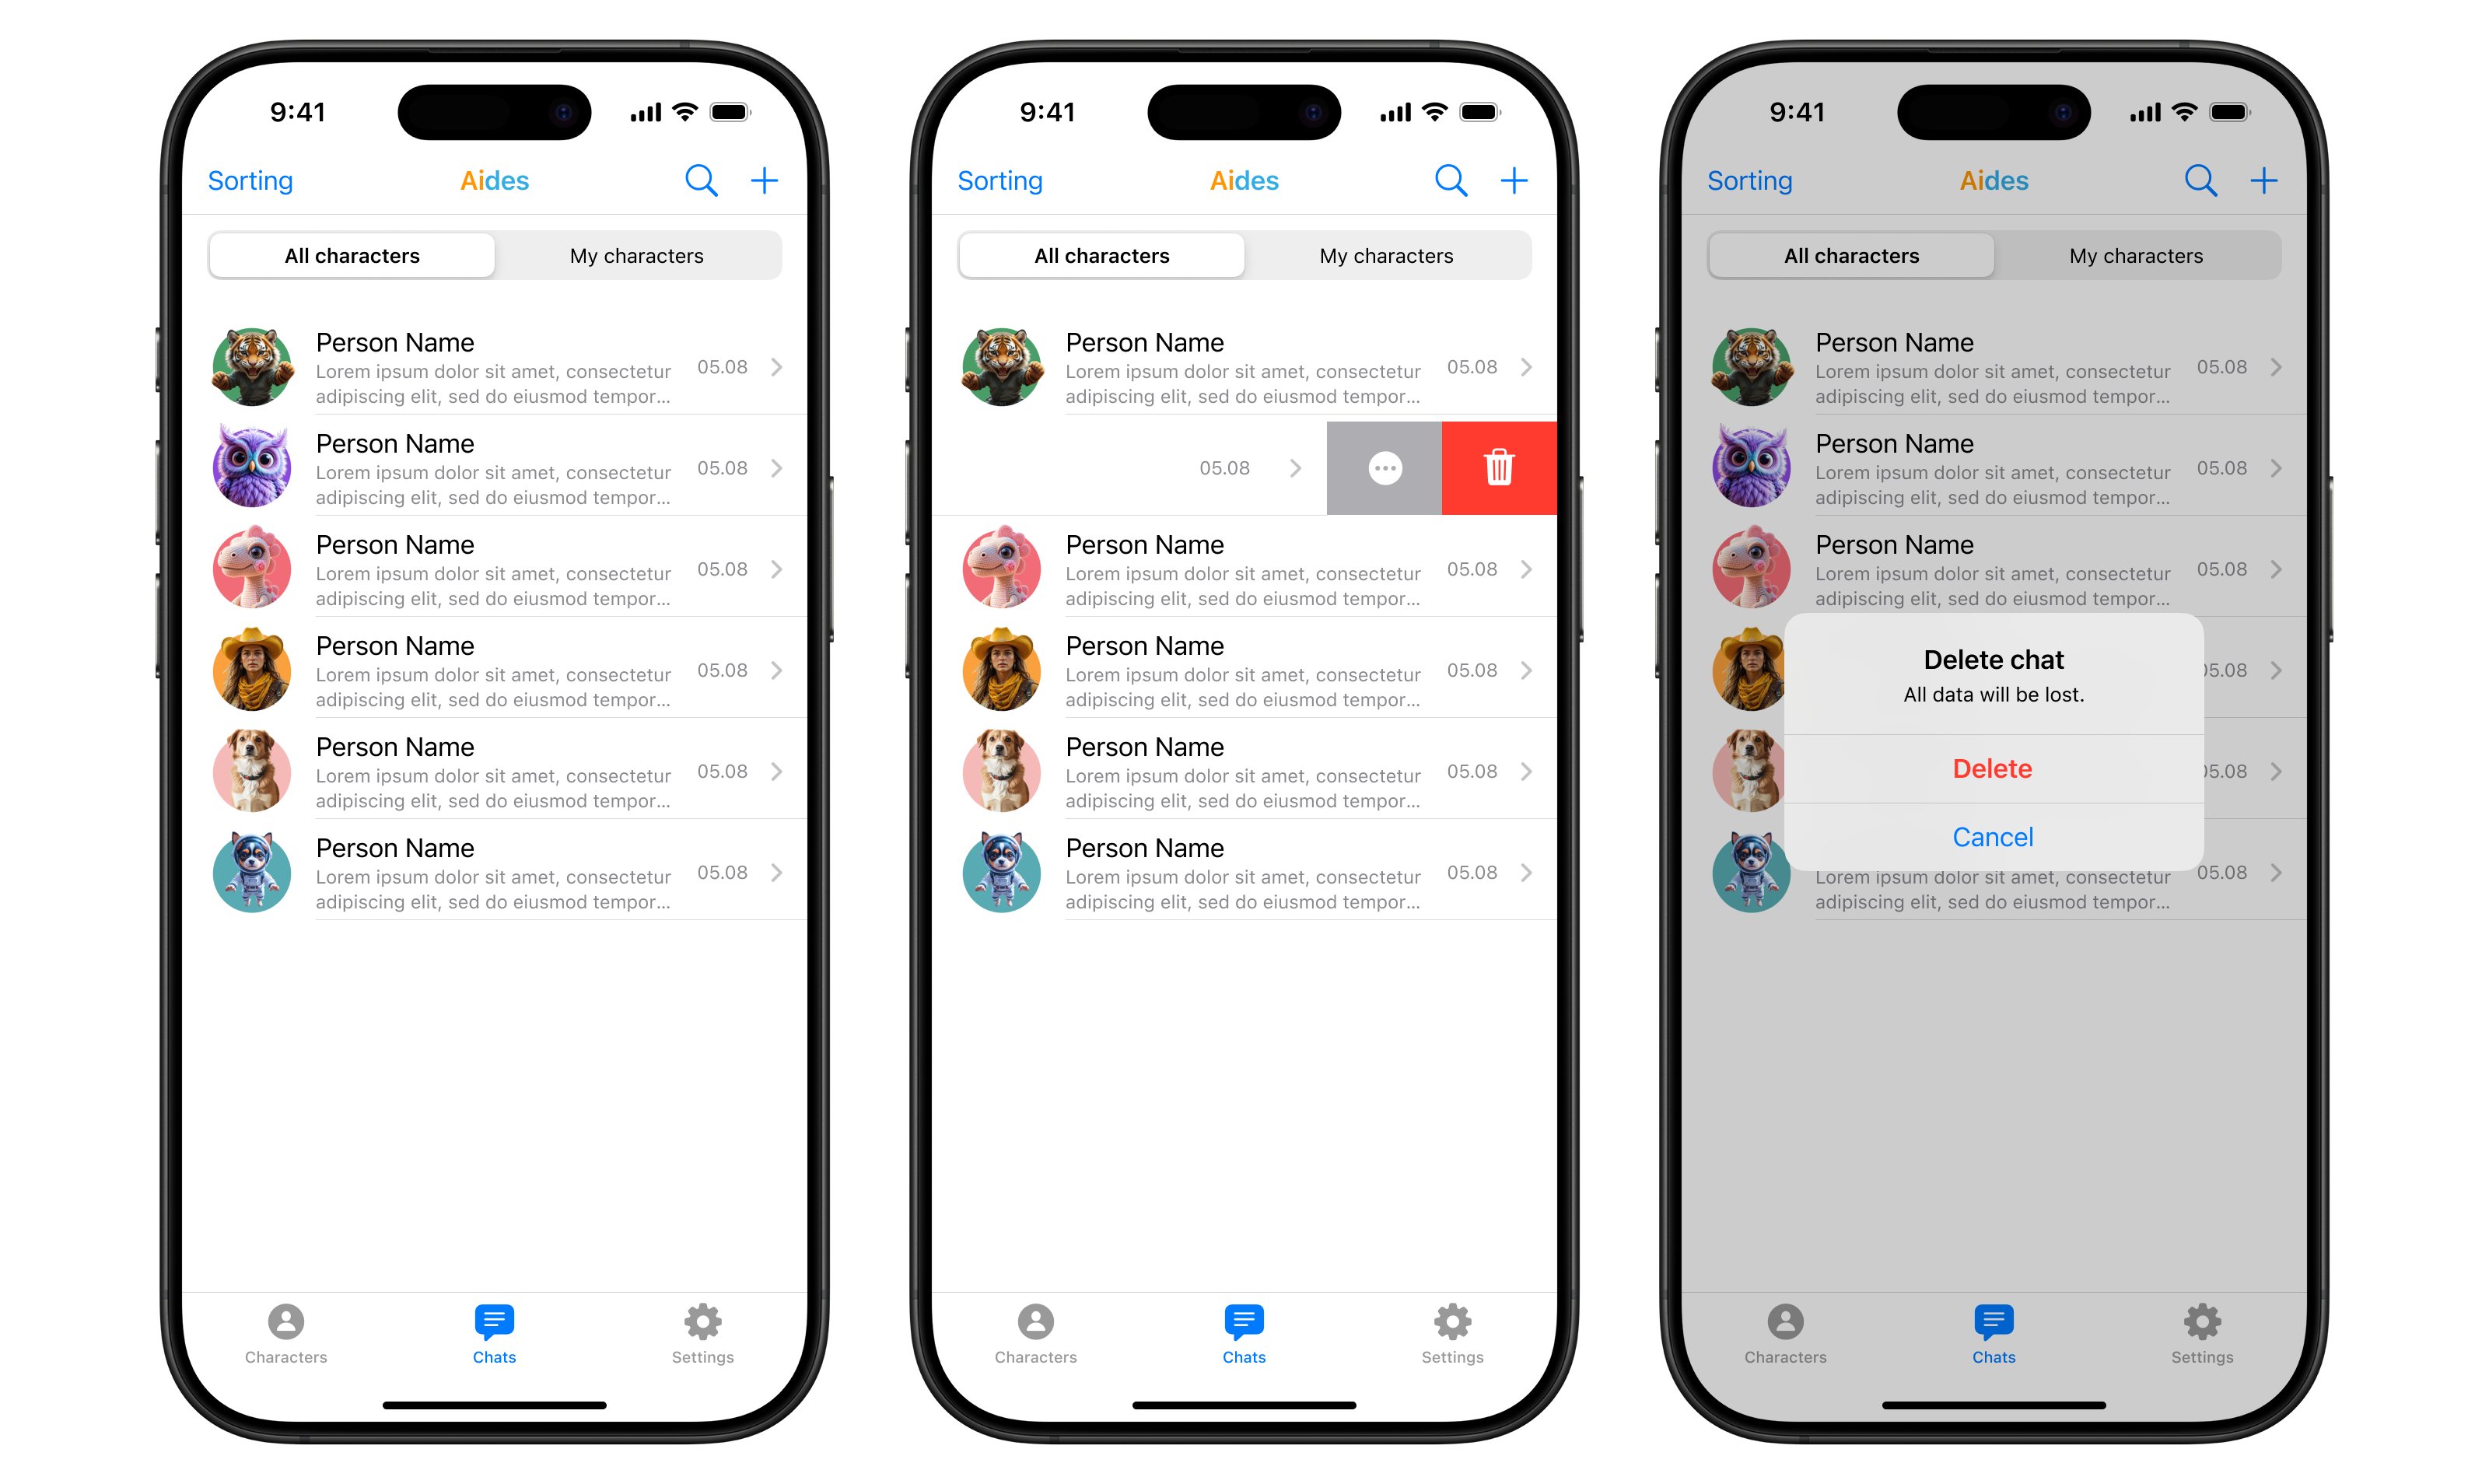 9:41
Sorting
Aides
All characters
My characters
Person Name
Lorem ipsum dolor sit amet, consectetur
adipiscing elit, sed do eiusmod tempor...
05.08
Person Name
Lorem ipsum dolor sit amet, consectetur
adipiscing elit, sed do eiusmod tempor...
05.08
Person Name
Lorem ipsum dolor sit amet, consectetur
adipiscing elit, sed do eiusmod tempor...
05.08
Person Name
Lorem ipsum dolor sit amet, consectetur
adipiscing elit, sed do eiusmod tempor...
05.08
Person Name
Lorem ipsum dolor sit amet, consectetur
adipiscing elit, sed do eiusmod tempor...
05.08
Person Name
Lorem ipsum dolor sit amet, consectetur
adipiscing elit, sed do eiusmod tempor...
05.08
Characters
Chats
Settings
9:41
Sorting
Aides
All characters
My characters
Person Name
Lorem ipsum dolor sit amet, consectetur
adipiscing elit, sed do eiusmod tempor...
05.08
05.08
Person Name
Lorem ipsum dolor sit amet, consectetur
adipiscing elit, sed do eiusmod tempor...
05.08
Person Name
Lorem ipsum dolor sit amet, consectetur
adipiscing elit, sed do eiusmod tempor...
05.08
Person Name
Lorem ipsum dolor sit amet, consectetur
adipiscing elit, sed do eiusmod tempor...
05.08
Person Name
Lorem ipsum dolor sit amet, consectetur
adipiscing elit, sed do eiusmod tempor...
05.08
Characters
Chats
Settings
9:41
Sorting
Aides
All characters
My characters
Person Name
Lorem ipsum dolor sit amet, consectetur
adipiscing elit, sed do eiusmod tempor...
05.08
Person Name
Lorem ipsum dolor sit amet, consectetur
adipiscing elit, sed do eiusmod tempor...
05.08
Person Name
Lorem ipsum dolor sit amet, consectetur
adipiscing elit, sed do eiusmod tempor...
05.08
Delete chat
All data will be lost.
Delete
Cancel
05.08
05.08
Lorem ipsum dolor sit amet, consectetur
adipiscing elit, sed do eiusmod tempor...
05.08
Characters
Chats
Settings